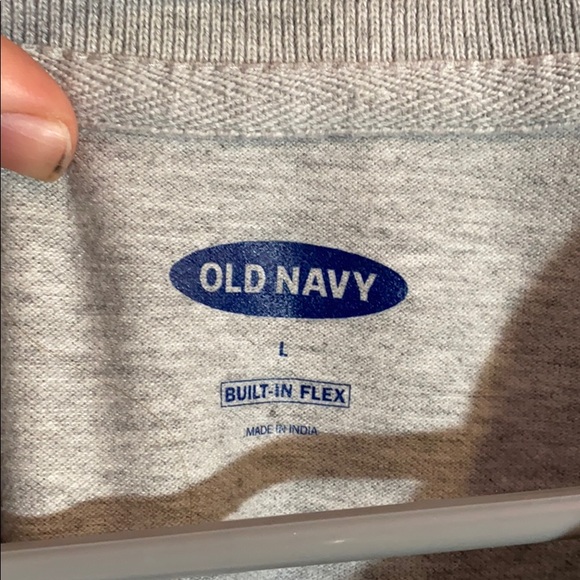 OLD NAVY
L
BUILT-IN FLEX
MADE IN INDIA